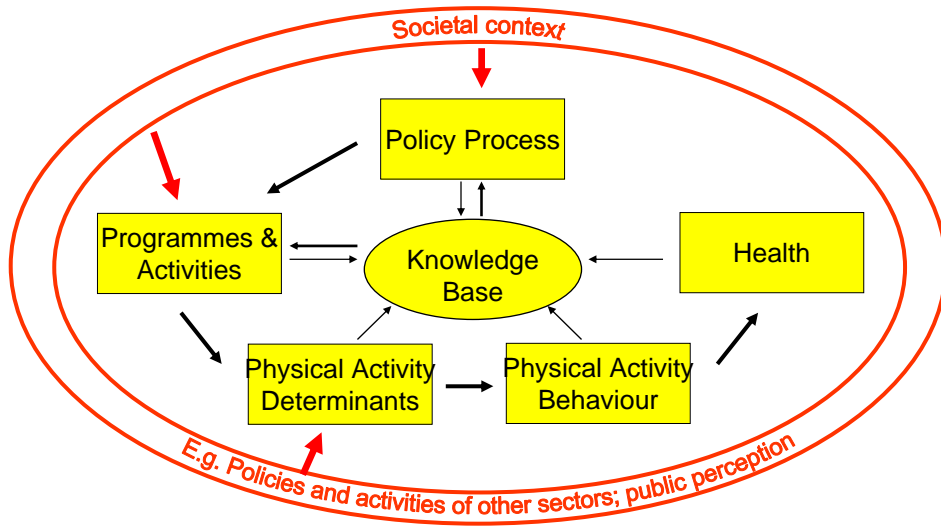 Societal context
Policy Process
Programmes &
Activities
Knowledge
Base
Health
Physical Activity
Determinants
Physical Activity
Behaviour
E.g. Policies and activities of other sectors; public perception